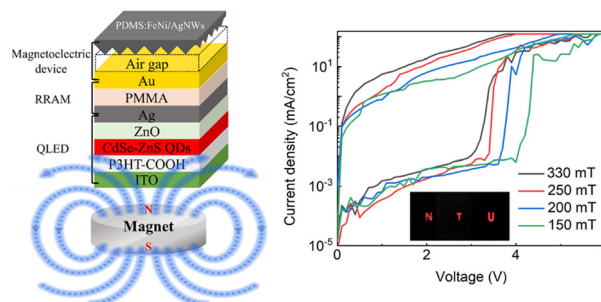 PDMS:FeNi/AgNWs
Magnetoelectric
device
Air gap
Au
RRAM
PMMA
Ag
ZnO
QLED
CdSe-ZnS QDs
P3HT-COOH
ITO
N
Magnet
S
Current density (mA/cm²)
10²
10⁻¹
10⁻³
10⁻⁵
N T U
330 mT
250 mT
200 mT
150 mT
0 2 4
Voltage (V)